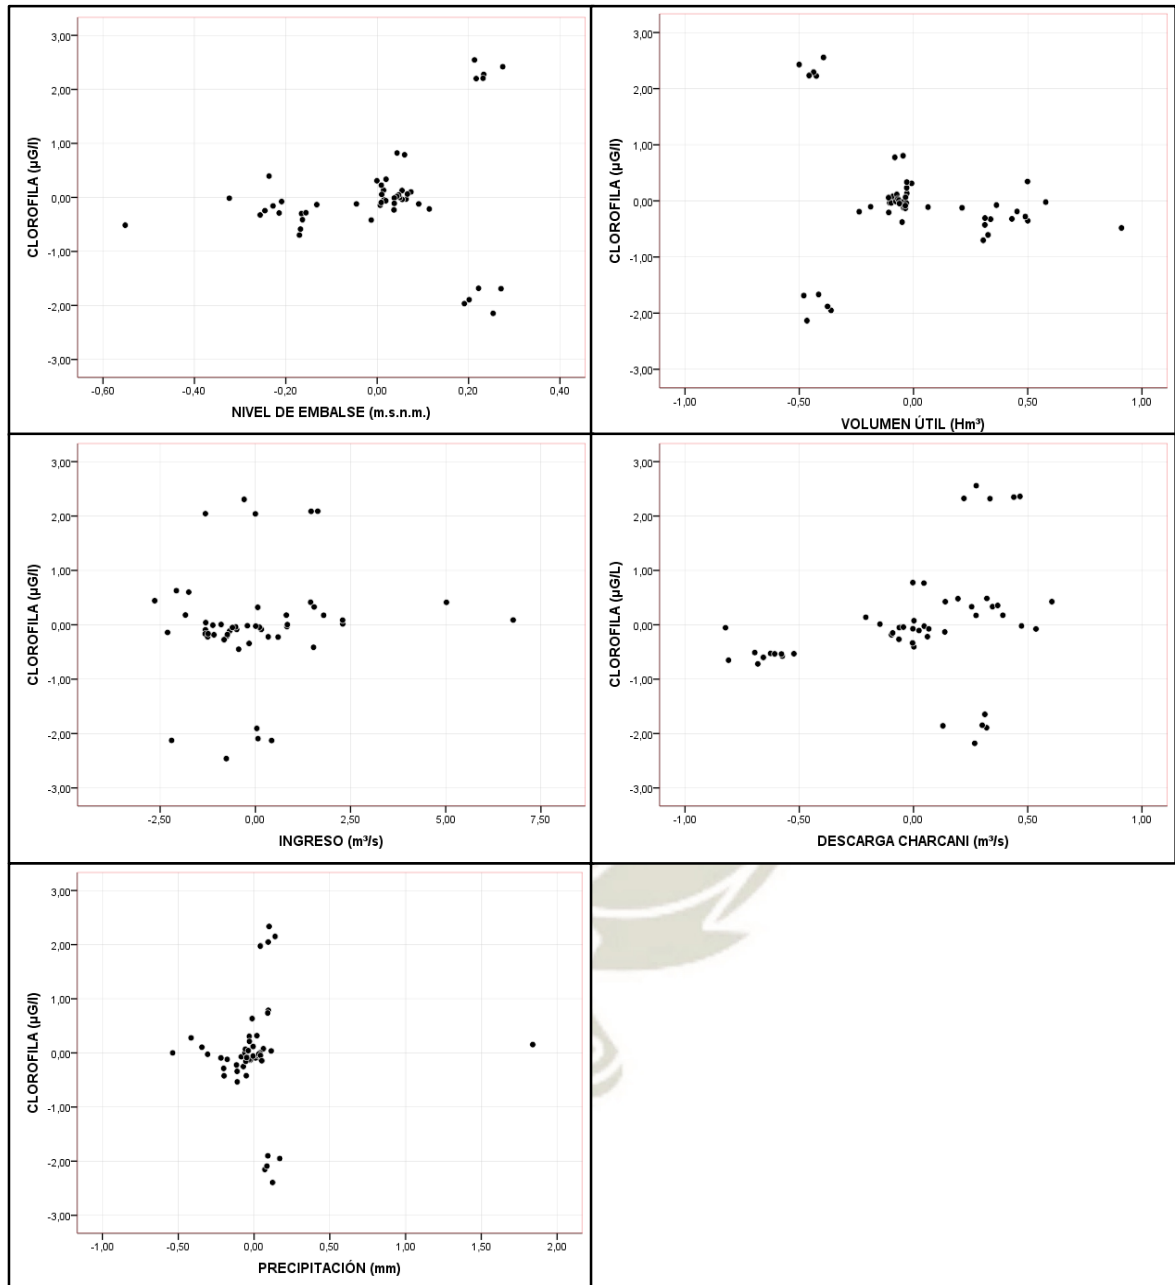 3,00
2,00
1,00
0,00
-1,00
-2,00
-3,00
CLOROFILA (µG/l)
-0,60 -0,40 -0,20 0,00 0,20 0,40
NIVEL DE EMBALSE (m.s.n.m.)
3,00
2,00
1,00
0,00
-1,00
-2,00
-3,00
CLOROFILA (µG/l)
-1,00 -0,50 0,00 0,50 1,00
VOLUMEN ÚTIL (Hm³)
3,00
2,00
1,00
0,00
-1,00
-2,00
-3,00
CLOROFILA (µG/l)
-2,50 0,00 2,50 5,00 7,50
INGRESO (m³/s)
3,00
2,00
1,00
0,00
-1,00
-2,00
-3,00
CLOROFILA (µG/L)
-1,00 -0,50 0,00 0,50 1,00
DESCARGA CHARCANI (m³/s)
3,00
2,00
1,00
0,00
-1,00
-2,00
-3,00
CLOROFILA (µG/l)
-1,00 -0,50 0,00 0,50 1,00 2,00
PRECIPITACIÓN (mm)